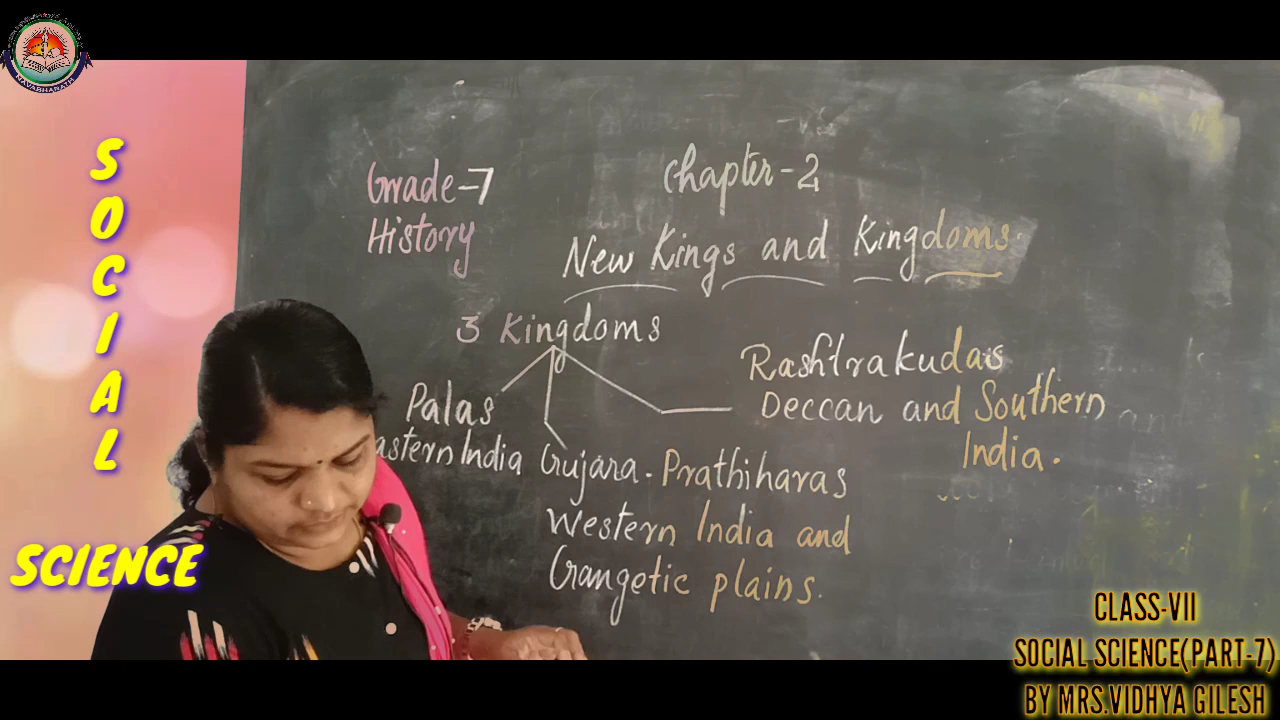 NAVABHARATH
SOCIAL
SCIENCE
Grade-7
History
Chapter-2
New Kings and Kingdoms.
3 Kingdoms
Palas
astern India
Gujara-Prathiharas
Western India and
Gangetic plains.
Rashtrakudas
Deccan and Southern
India.
CLASS-VII
SOCIAL SCIENCE(PART-7)
BY MRS.VIDHYA GILESH